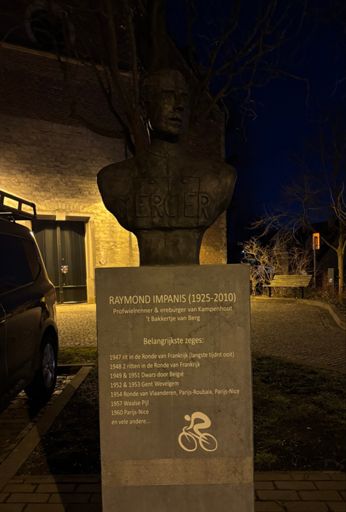 MERCIER
RAYMOND IMPANIS (1925-2010)
Profwielrenner & ereburger van Kampenhout
't Bakkertje van Berg
Belangrijkste zeges:
1947 rit in de Ronde van Frankrijk (langste tijdrit ooit)
1948 2 ritten in de Ronde van Frankrijk
1949 & 1951 Dwars door België
1952 & 1953 Gent Wevelgem
1954 Ronde van Vlaanderen, Parijs-Roubaix, Parijs-Nice
1957 Waalse Pijl
1960 Parijs-Nice
en vele andere...